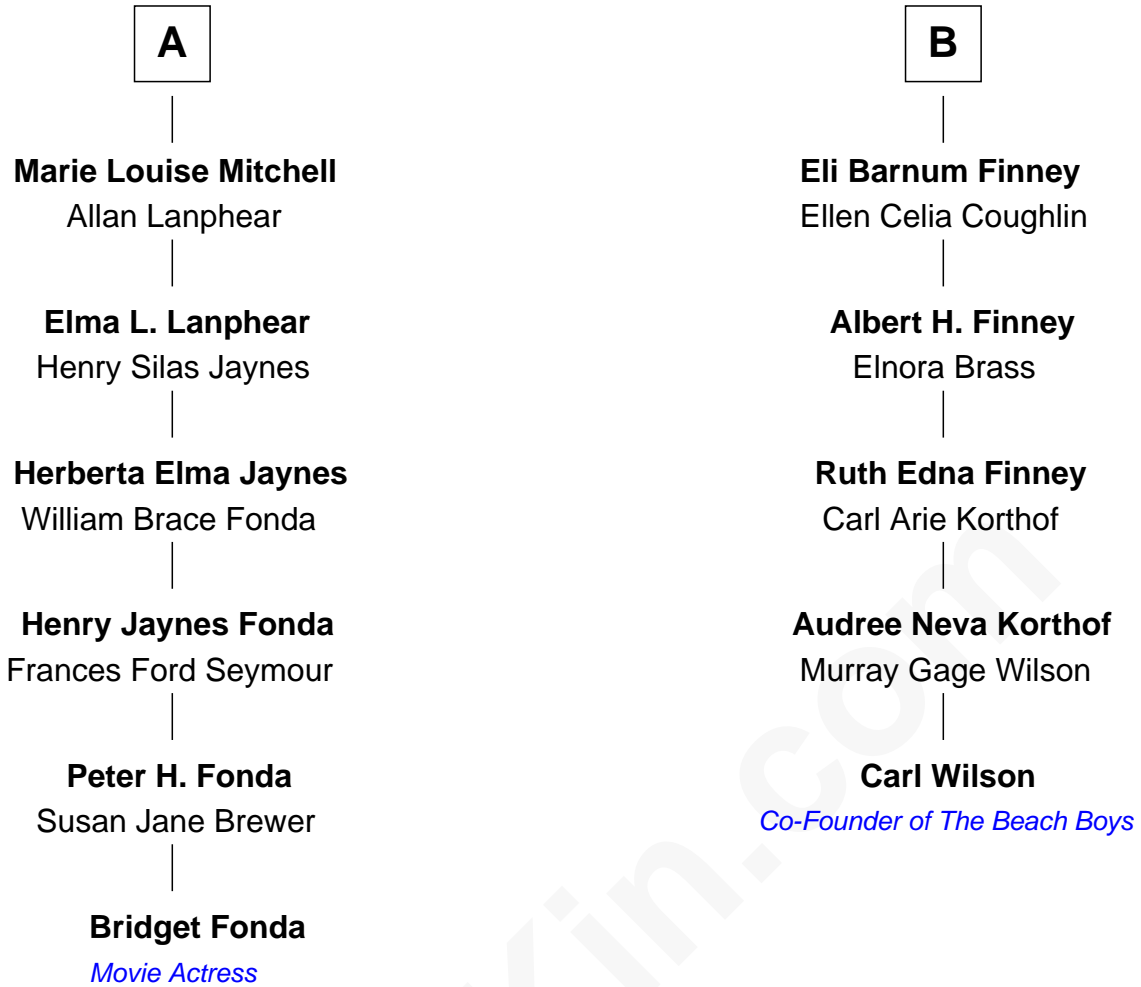 A
Marie Louise Mitchell
Allan Lanphear
Elma L. Lanphear
Henry Silas Jaynes
Herberta Elma Jaynes
William Brace Fonda
Henry Jaynes Fonda
Frances Ford Seymour
Peter H. Fonda
Susan Jane Brewer
Bridget Fonda
Movie Actress
B
Eli Barnum Finney
Ellen Celia Coughlin
Albert H. Finney
Elnora Brass
Ruth Edna Finney
Carl Arie Korthof
Audree Neva Korthof
Murray Gage Wilson
Carl Wilson
Co-Founder of The Beach Boys